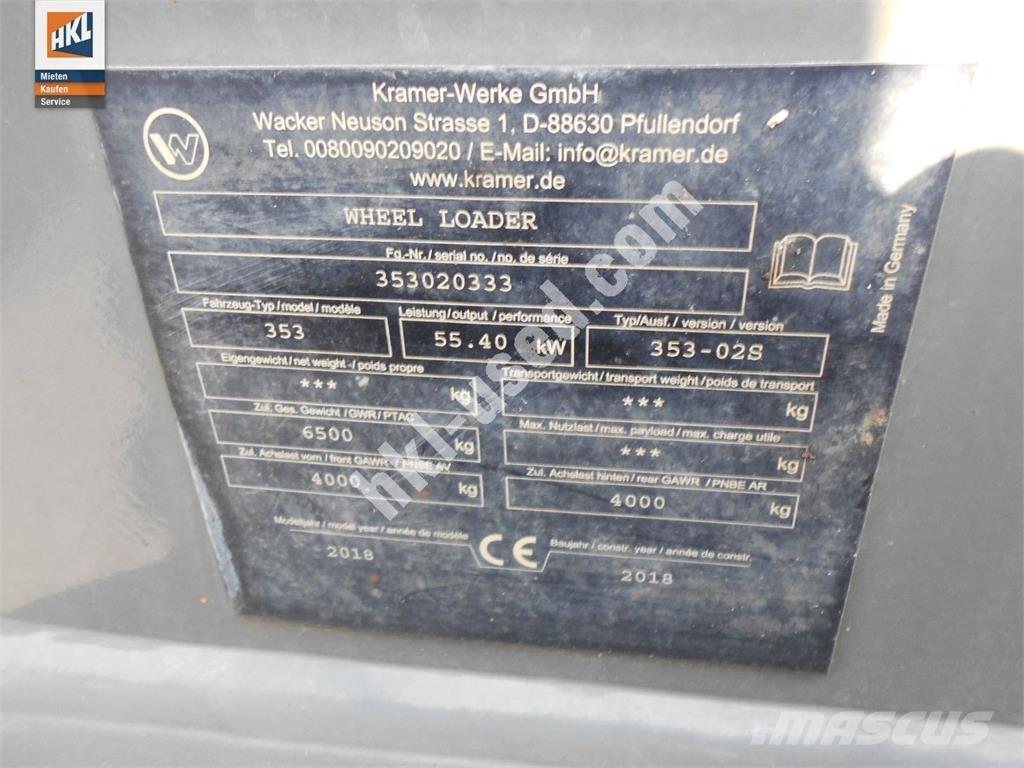 HKL
Mieten
Kaufen
Service
Kramer-Werke GmbH
Wacker Neuson Strasse 1, D-88630 Pfullendorf
Tel. 0080090209020 / E-Mail: info@kramer.de
www.kramer.de
W
WHEEL LOADER
Fg.-Nr. / serial no. / no. de série
353020333
Made in Germany
Fahrzeug-Typ / model / modèle Leistung / output / performance Typ/Ausf. / version / version
353 55.40 kW 353-02S
Eigengewicht / net weight - / poids propre Transportgewicht / transport weight / poids de transport
*** kg *** kg
Zul. Ges. Gewicht / GWR / PTAC Max. Nutzlast / max. payload / max. charge utile
6500 kg *** kg
Zul. Achslast vorn / front GAWR / PNBE AV Zul. Achslast hinten / rear GAWR / PNBE AR
4000 kg 4000 kg
Modelljahr / model year / année de modèle CE Baujahr / constr. year / année de constr.
2018 2018
hkl-used.com
MASCUS